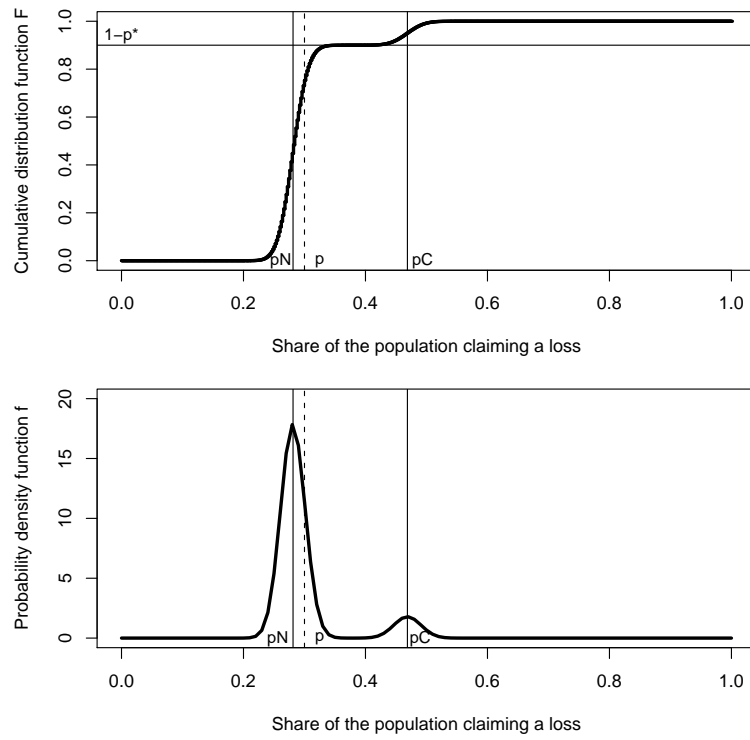 Cumulative distribution function F
1.0
0.8
0.6
0.4
0.2
0.0
1−p*
pN
p
pC
0.0 0.2 0.4 0.6 0.8 1.0
Share of the population claiming a loss
Probability density function f
20
15
10
5
0
pN
p
pC
0.0 0.2 0.4 0.6 0.8 1.0
Share of the population claiming a loss